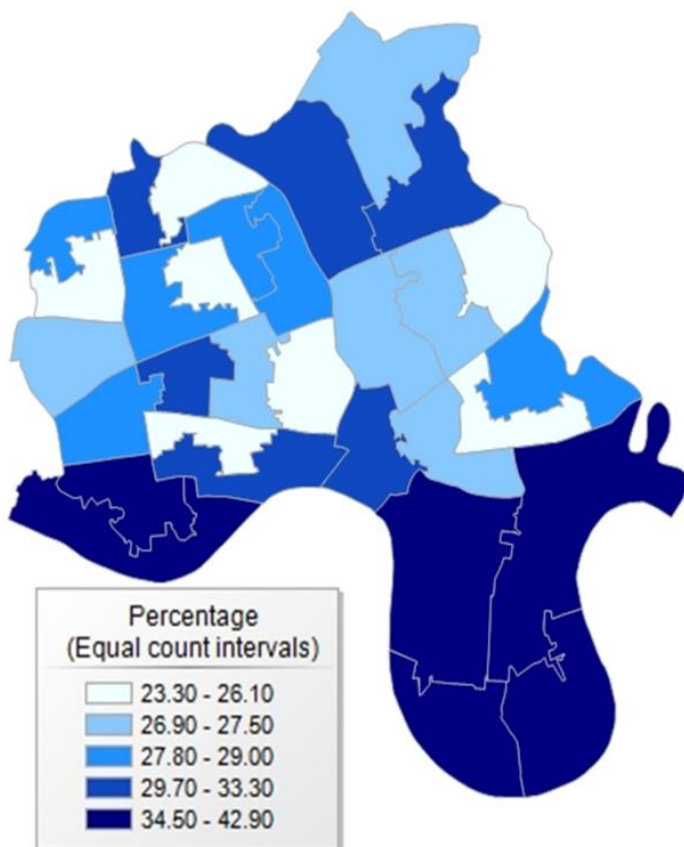 Percentage
(Equal count intervals)
23.30 - 26.10
26.90 - 27.50
27.80 - 29.00
29.70 - 33.30
34.50 - 42.90